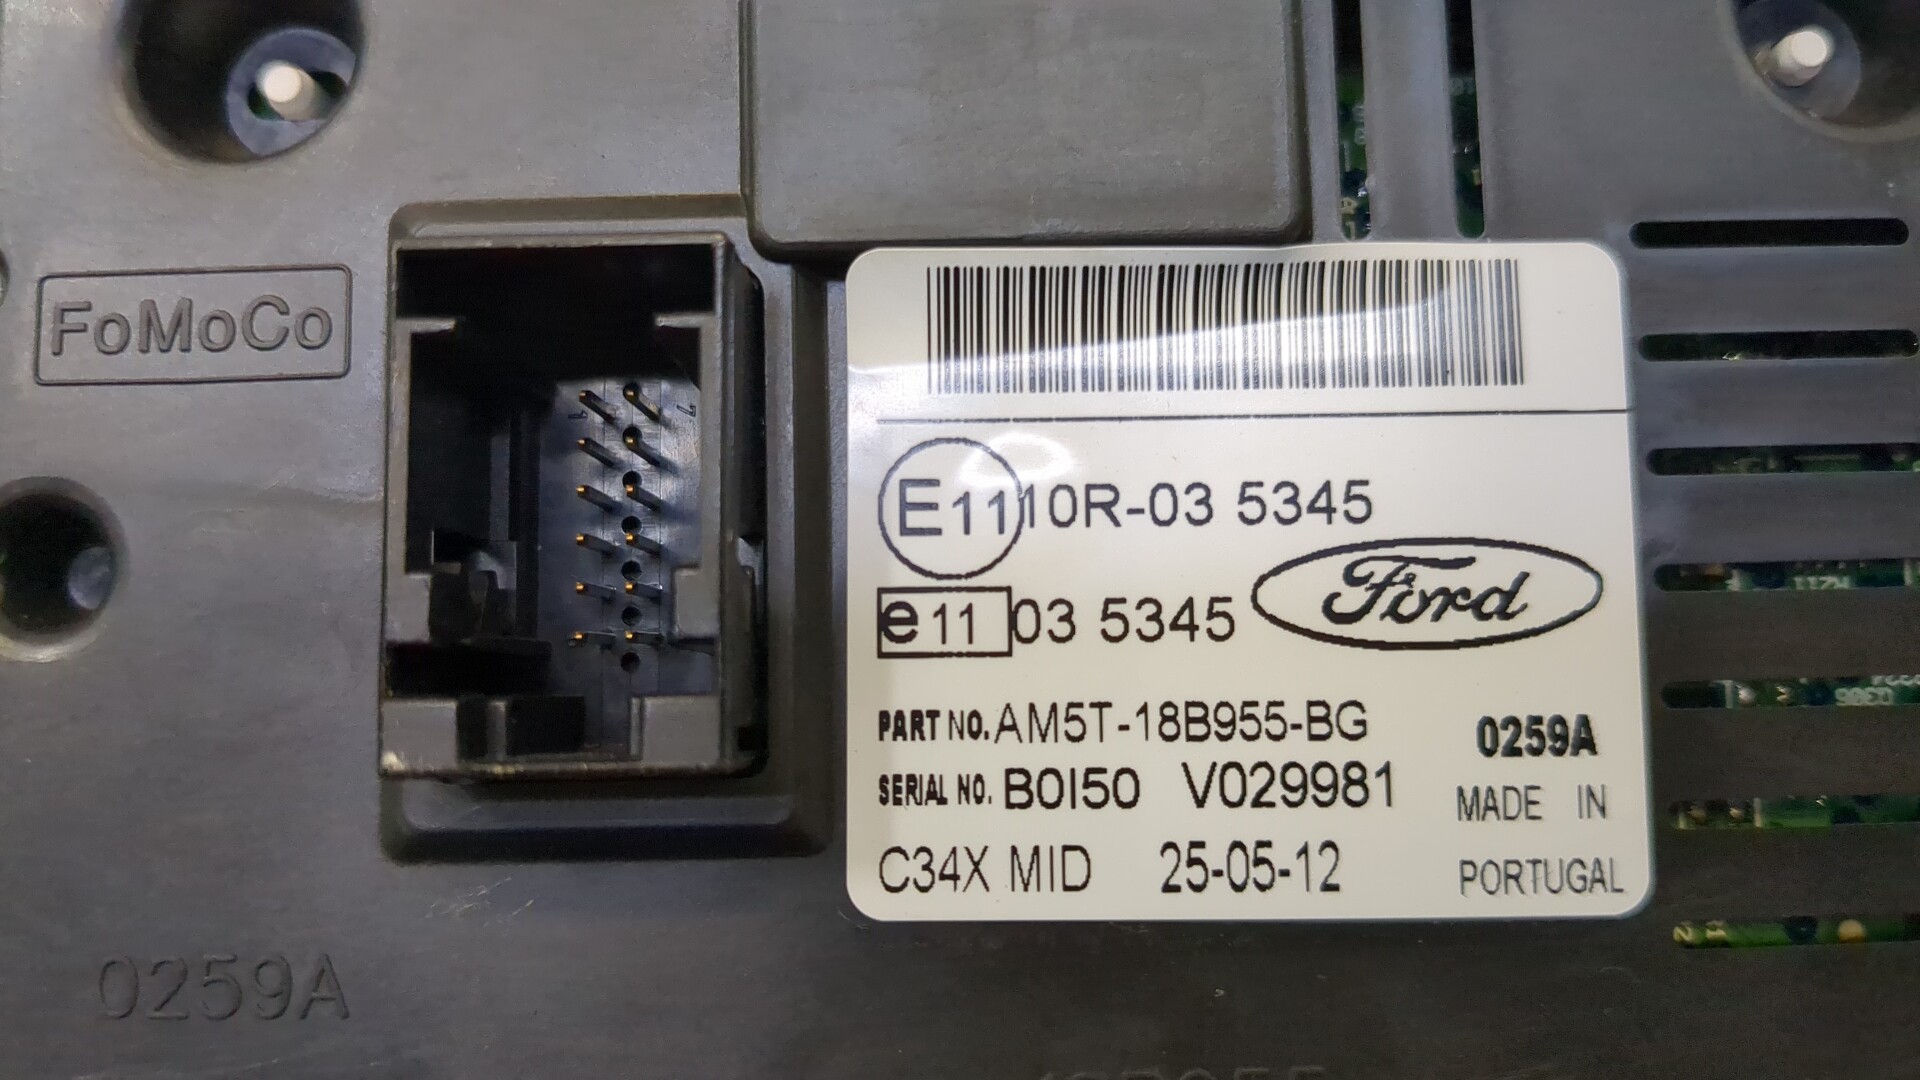 FoMoCo
E11 10R-03 5345
e11 03 5345
Ford
PART NO. AM5T-18B955-BG
0259A
SERIAL NO. BOI50 V029981
MADE IN
C34X MID 25-05-12
PORTUGAL
0259A